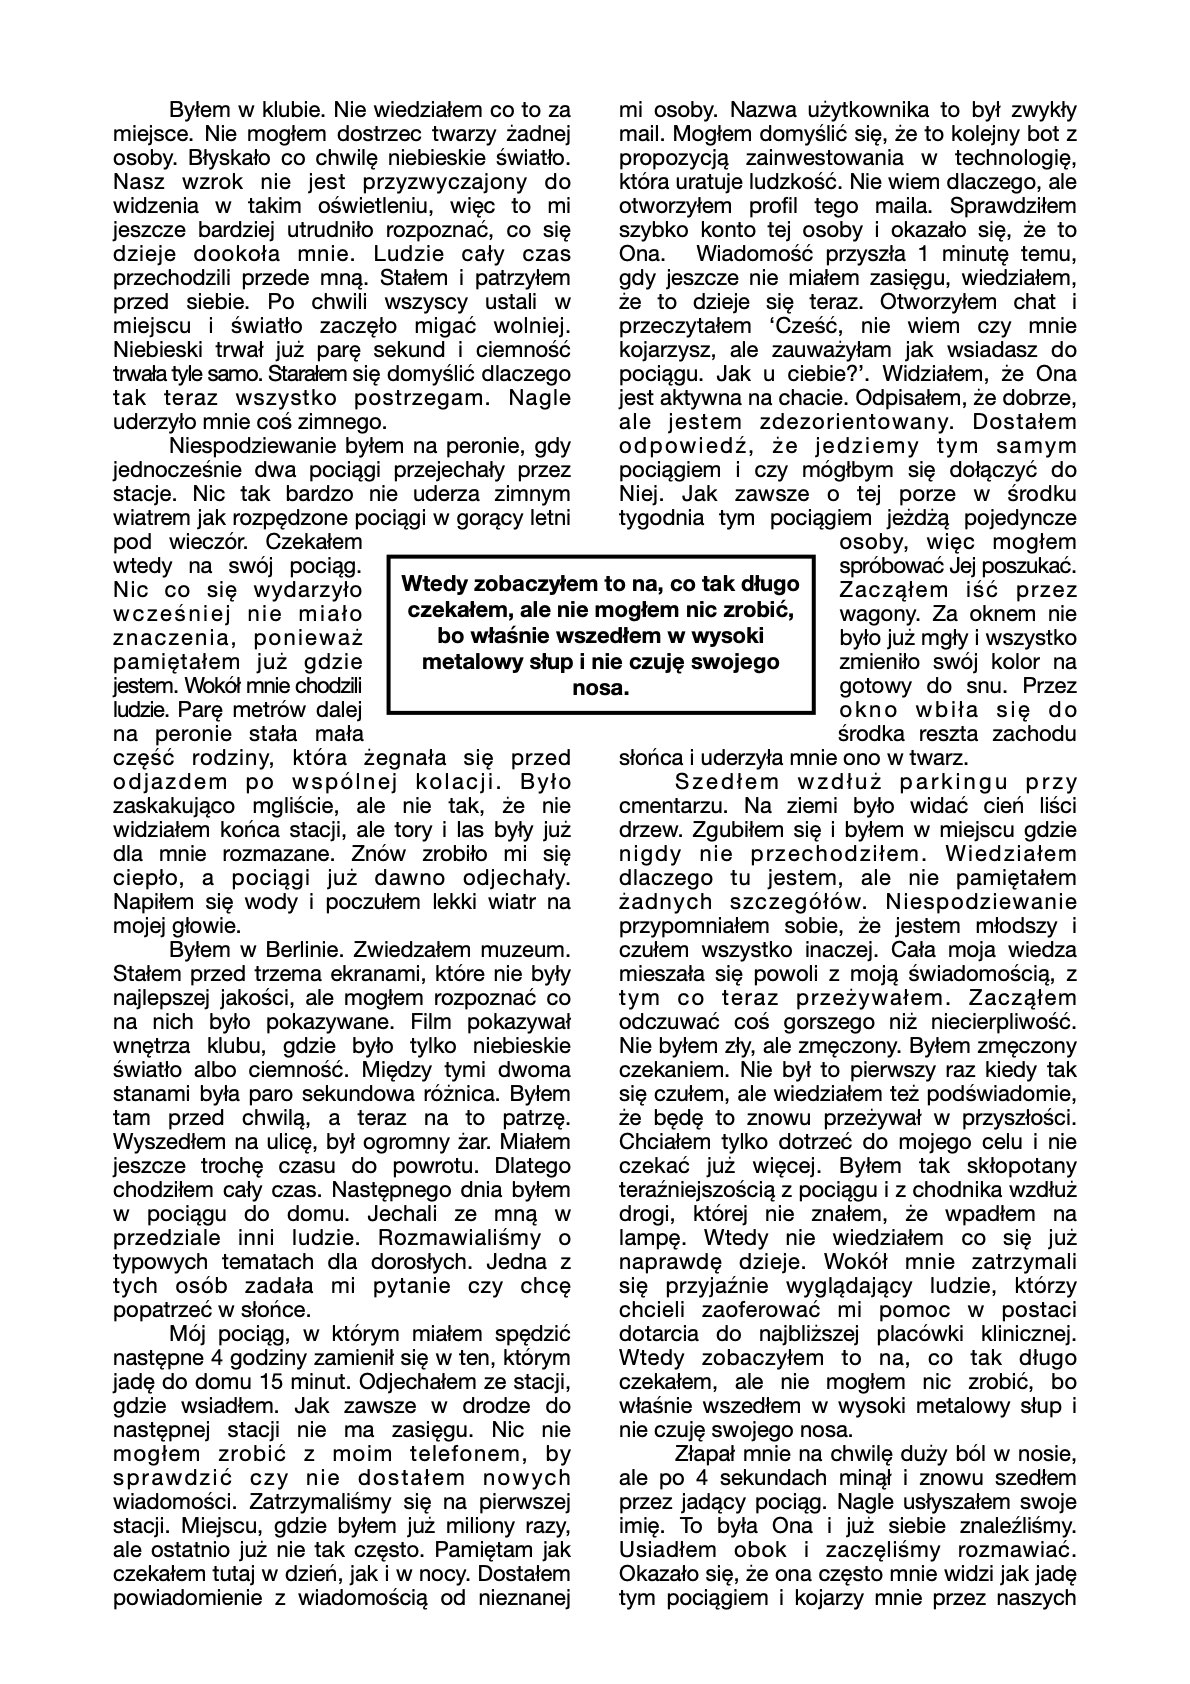 Byłem w klubie. Nie wiedziałem co to za
miejsce. Nie mogłem dostrzec twarzy żadnej
osoby. Błyskało co chwilę niebieskie światło.
Nasz wzrok nie jest przyzwyczajony do
widzenia w takim oświetleniu, więc to mi
jeszcze bardziej utrudniło rozpoznać, co się
dzieje dookoła mnie. Ludzie cały czas
przechodzili przede mną. Stałem i patrzyłem
przed siebie. Po chwili wszyscy ustali w
miejscu i światło zaczęło migać wolniej.
Niebieski trwał już parę sekund i ciemność
trwała tyle samo. Starałem się domyślić dlaczego
tak teraz wszystko postrzegam. Nagle
uderzyło mnie coś zimnego.
Niespodziewanie byłem na peronie, gdy
jednocześnie dwa pociągi przejechały przez
stacje. Nic tak bardzo nie uderza zimnym
wiatrem jak rozpędzone pociągi w gorący letni
pod wieczór. Czekałem
wtedy na swój pociąg.
Nic co się wydarzyło
wcześniej nie miało
znaczenia, ponieważ
pamiętałem już gdzie
jestem. Wokół mnie chodzili
ludzie. Parę metrów dalej
na peronie stała mała
część rodziny, która żegnała się przed
odjazdem po wspólnej kolacji. Było
zaskakująco mgliście, ale nie tak, że nie
widziałem końca stacji, ale tory i las były już
dla mnie rozmazane. Znów zrobiło mi się
ciepło, a pociągi już dawno odjechały.
Napiłem się wody i poczułem lekki wiatr na
mojej głowie.
Byłem w Berlinie. Zwiedzałem muzeum.
Stałem przed trzema ekranami, które nie były
najlepszej jakości, ale mogłem rozpoznać co
na nich było pokazywane. Film pokazywał
wnętrza klubu, gdzie było tylko niebieskie
światło albo ciemność. Między tymi dwoma
stanami była paro sekundowa różnica. Byłem
tam przed chwilą, a teraz na to patrzę.
Wyszedłem na ulicę, był ogromny żar. Miałem
jeszcze trochę czasu do powrotu. Dlatego
chodziłem cały czas. Następnego dnia byłem
w pociągu do domu. Jechali ze mną w
przedziale inni ludzie. Rozmawialiśmy o
typowych tematach dla dorosłych. Jedna z
tych osób zadała mi pytanie czy chcę
popatrzeć w słońce.
Mój pociąg, w którym miałem spędzić
następne 4 godziny zamienił się w ten, którym
jadę do domu 15 minut. Odjechałem ze stacji,
gdzie wsiadłem. Jak zawsze w drodze do
następnej stacji nie ma zasięgu. Nic nie
mogłem zrobić z moim telefonem, by
sprawdzić czy nie dostałem nowych
wiadomości. Zatrzymaliśmy się na pierwszej
stacji. Miejscu, gdzie byłem już miliony razy,
ale ostatnio już nie tak często. Pamiętam jak
czekałem tutaj w dzień, jak i w nocy. Dostałem
powiadomienie z wiadomością od nieznanej
Wtedy zobaczyłem to na, co tak długo
czekałem, ale nie mogłem nic zrobić,
bo właśnie wszedłem w wysoki
metalowy słup i nie czuję swojego
nosa.
mi osoby. Nazwa użytkownika to był zwykły
mail. Mogłem domyślić się, że to kolejny bot z
propozycją zainwestowania w technologię,
która uratuje ludzkość. Nie wiem dlaczego, ale
otworzyłem profil tego maila. Sprawdziłem
szybko konto tej osoby i okazało się, że to
Ona. Wiadomość przyszła 1 minutę temu,
gdy jeszcze nie miałem zasięgu, wiedziałem,
że to dzieje się teraz. Otworzyłem chat i
przeczytałem ‘Cześć, nie wiem czy mnie
kojarzysz, ale zauważyłam jak wsiadasz do
pociągu. Jak u ciebie?’. Widziałem, że Ona
jest aktywna na chacie. Odpisałem, że dobrze,
ale jestem zdezorientowany. Dostałem
odpowiedź, że jedziemy tym samym
pociągiem i czy mógłbym się dołączyć do
Niej. Jak zawsze o tej porze w środku
tygodnia tym pociągiem jeżdżą pojedyncze
osoby, więc mogłem
spróbować Jej poszukać.
Zacząłem iść przez
wagony. Za oknem nie
było już mgły i wszystko
zmieniło swój kolor na
gotowy do snu. Przez
okno wbiła się do
środka reszta zachodu
słońca i uderzyła mnie ono w twarz.
Szedłem wzdłuż parkingu przy
cmentarzu. Na ziemi było widać cień liści
drzew. Zgubiłem się i byłem w miejscu gdzie
nigdy nie przechodziłem. Wiedziałem
dlaczego tu jestem, ale nie pamiętałem
żadnych szczegółów. Niespodziewanie
przypomniałem sobie, że jestem młodszy i
czułem wszystko inaczej. Cała moja wiedza
mieszała się powoli z moją świadomością, z
tym co teraz przeżywałem. Zacząłem
odczuwać coś gorszego niż niecierpliwość.
Nie byłem zły, ale zmęczony. Byłem zmęczony
czekaniem. Nie był to pierwszy raz kiedy tak
się czułem, ale wiedziałem też podświadomie,
że będę to znowu przeżywał w przyszłości.
Chciałem tylko dotrzeć do mojego celu i nie
czekać już więcej. Byłem tak skłopotany
teraźniejszością z pociągu i z chodnika wzdłuż
drogi, której nie znałem, że wpadłem na
lampę. Wtedy nie wiedziałem co się już
naprawdę dzieje. Wokół mnie zatrzymali
się przyjaźnie wyglądający ludzie, którzy
chcieli zaoferować mi pomoc w postaci
dotarcia do najbliższej placówki klinicznej.
Wtedy zobaczyłem to na, co tak długo
czekałem, ale nie mogłem nic zrobić, bo
właśnie wszedłem w wysoki metalowy słup i
nie czuję swojego nosa.
Złapał mnie na chwilę duży ból w nosie,
ale po 4 sekundach minął i znowu szedłem
przez jadący pociąg. Nagle usłyszałem swoje
imię. To była Ona i już siebie znaleźliśmy.
Usiadłem obok i zaczęliśmy rozmawiać.
Okazało się, że ona często mnie widzi jak jadę
tym pociągiem i kojarzy mnie przez naszych